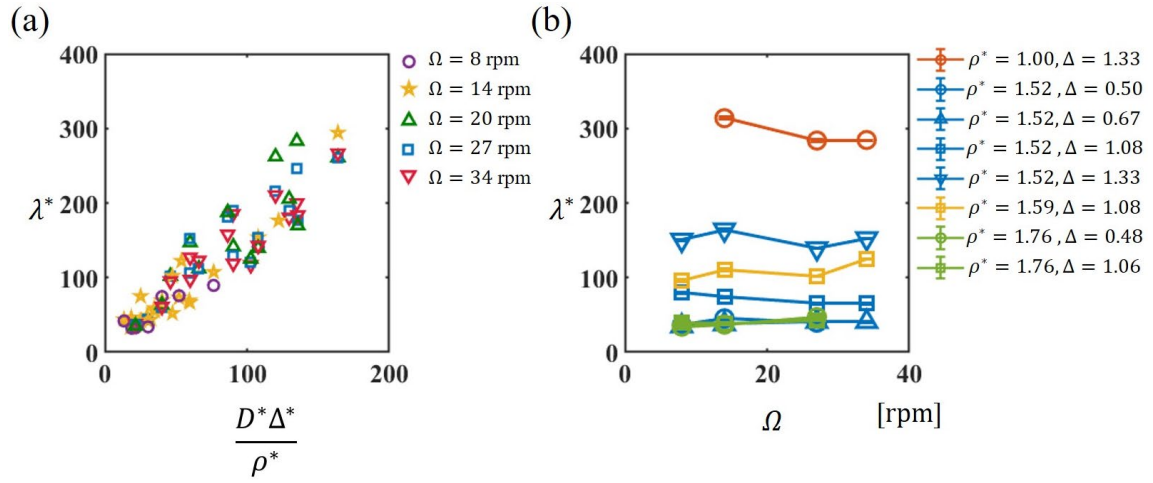 (a)
400
300
λ* 200
100
0
0 100 200
D*Δ*
ρ*
Ω = 8 rpm
Ω = 14 rpm
Ω = 20 rpm
Ω = 27 rpm
Ω = 34 rpm
(b)
400
300
λ* 200
100
0
0 20 40
Ω [rpm]
ρ* = 1.00, Δ = 1.33
ρ* = 1.52 , Δ = 0.50
ρ* = 1.52, Δ = 0.67
ρ* = 1.52, Δ = 1.08
ρ* = 1.52, Δ = 1.33
ρ* = 1.59, Δ = 1.08
ρ* = 1.76 , Δ = 0.48
ρ* = 1.76, Δ = 1.06